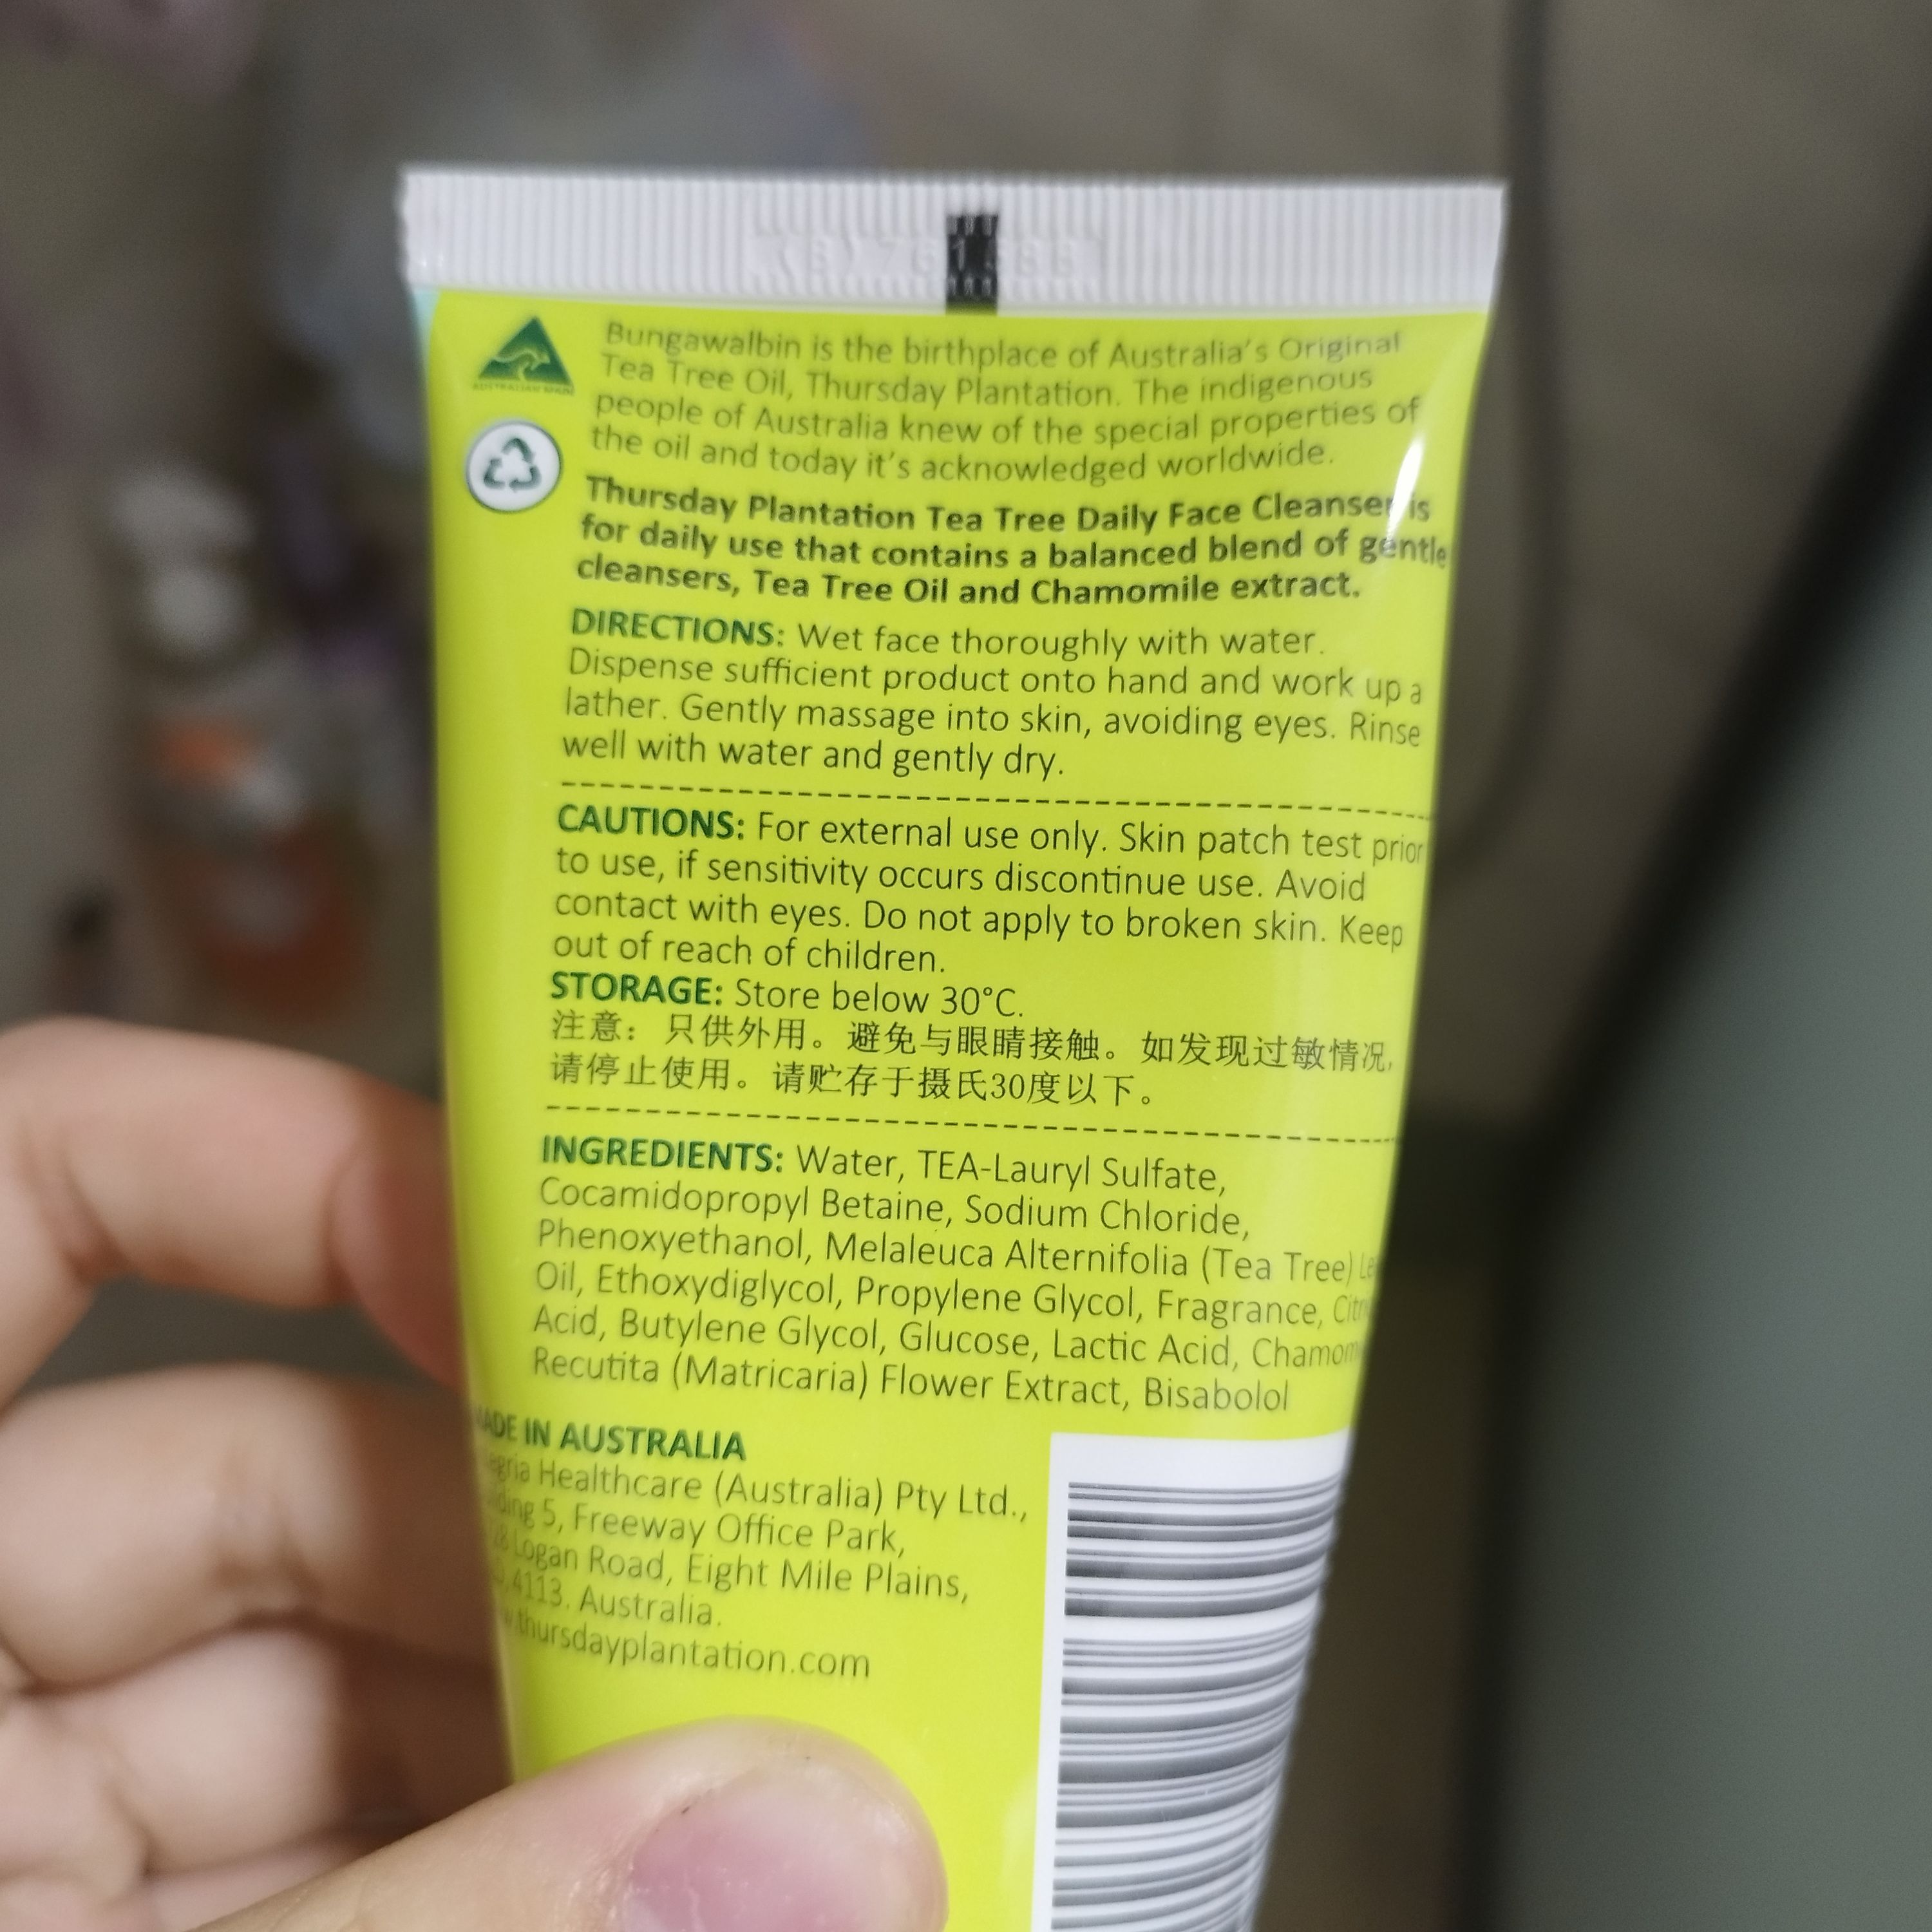 Bungawalbin is the birthplace of Australia's Original
Tea Tree Oil, Thursday Plantation. The indigenous
people of Australia knew of the special properties of
the oil and today it's acknowledged worldwide.
Thursday Plantation Tea Tree Daily Face Cleanser is
for daily use that contains a balanced blend of gentle
cleansers, Tea Tree Oil and Chamomile extract.
DIRECTIONS: Wet face thoroughly with water.
Dispense sufficient product onto hand and work up a
lather. Gently massage into skin, avoiding eyes. Rinse
well with water and gently dry.
CAUTIONS: For external use only. Skin patch test prior
to use, if sensitivity occurs discontinue use. Avoid
contact with eyes. Do not apply to broken skin. Keep
out of reach of children.
STORAGE: Store below 30°C.
注意：只供外用。避免与眼睛接触。如发现过敏情况,
请停止使用。请贮存于摄氏30度以下。
INGREDIENTS: Water, TEA-Lauryl Sulfate,
Cocamidopropyl Betaine, Sodium Chloride,
Phenoxyethanol, Melaleuca Alternifolia (Tea Tree)
Oil, Ethoxydiglycol, Propylene Glycol, Fragrance,
Acid, Butylene Glycol, Glucose, Lactic Acid,
Recutita (Matricaria) Flower Extract, Bisabolol
MADE IN AUSTRALIA
Healthcare (Australia) Pty Ltd.,
5, Freeway Office Park,
Logan Road, Eight Mile Plains,
4113. Australia.
thursdayplantation.com